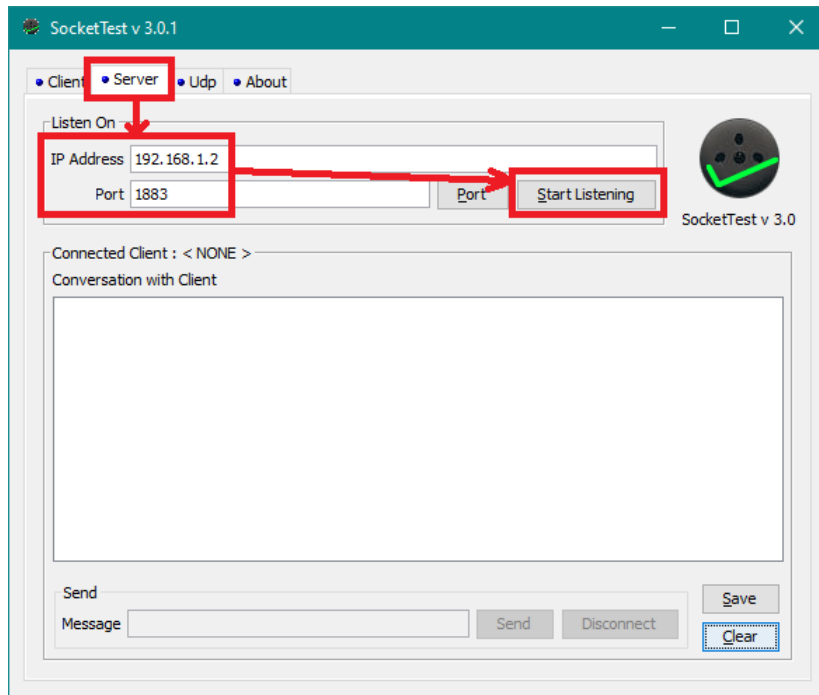 SocketTest v 3.0.1
Client Server Udp About
Listen On
IP Address 192.168.1.2
Port 1883 Port Start Listening
SocketTest v 3.0
Connected Client : < NONE >
Conversation with Client
Send
Save
Message Send Disconnect
Clear